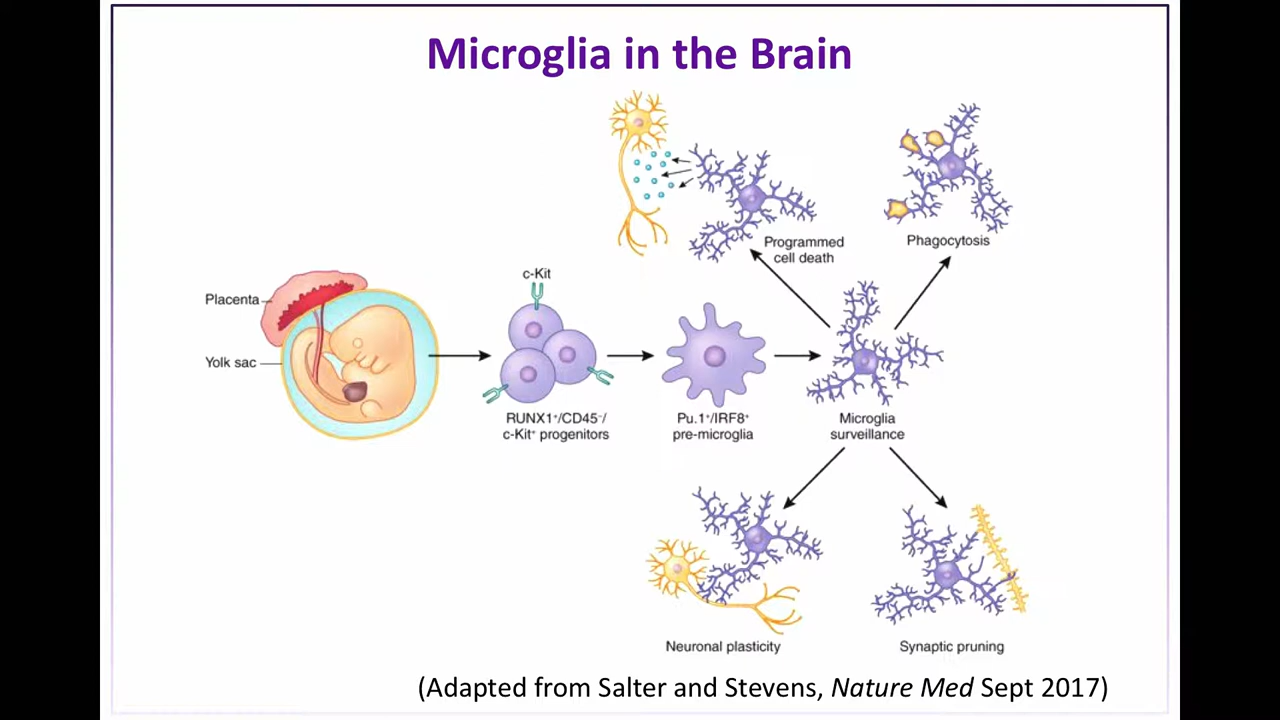 Microglia in the Brain
Programmed
cell death
Phagocytosis
c-Kit
Placenta
Yolk sac
RUNX1⁺/CD45⁻/
c-Kit⁺ progenitors
Pu.1⁺/IRF8⁺
pre-microglia
Microglia
surveillance
Neuronal plasticity
Synaptic pruning
(Adapted from Salter and Stevens, Nature Med Sept 2017)